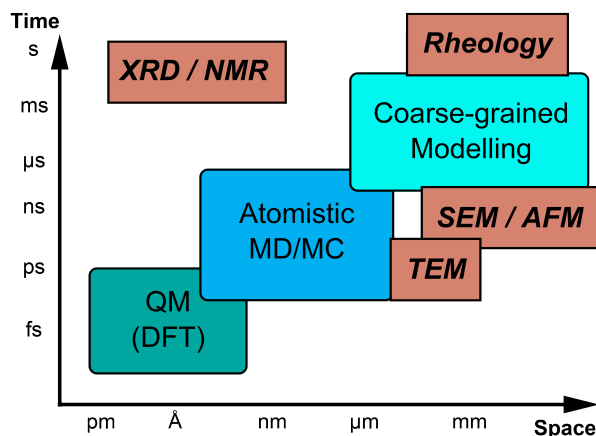 Time
s
ms
µs
ns
ps
fs
XRD / NMR
Rheology
Coarse-grained
Modelling
Atomistic
MD/MC
SEM / AFM
TEM
QM
(DFT)
pm
Å
nm
µm
mm
Space